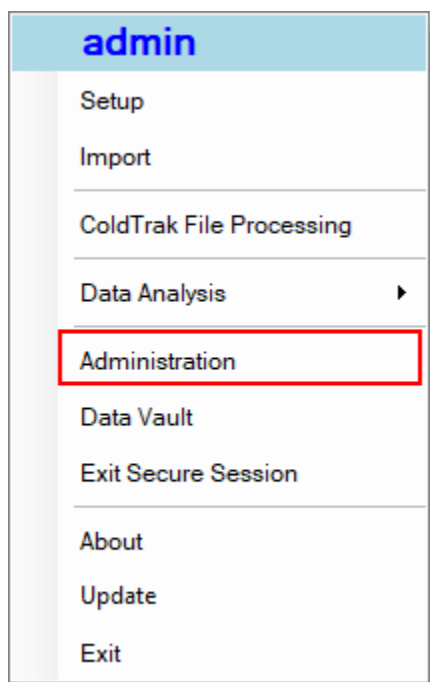 admin
Setup
Import
ColdTrak File Processing
Data Analysis
Administration
Data Vault
Exit Secure Session
About
Update
Exit